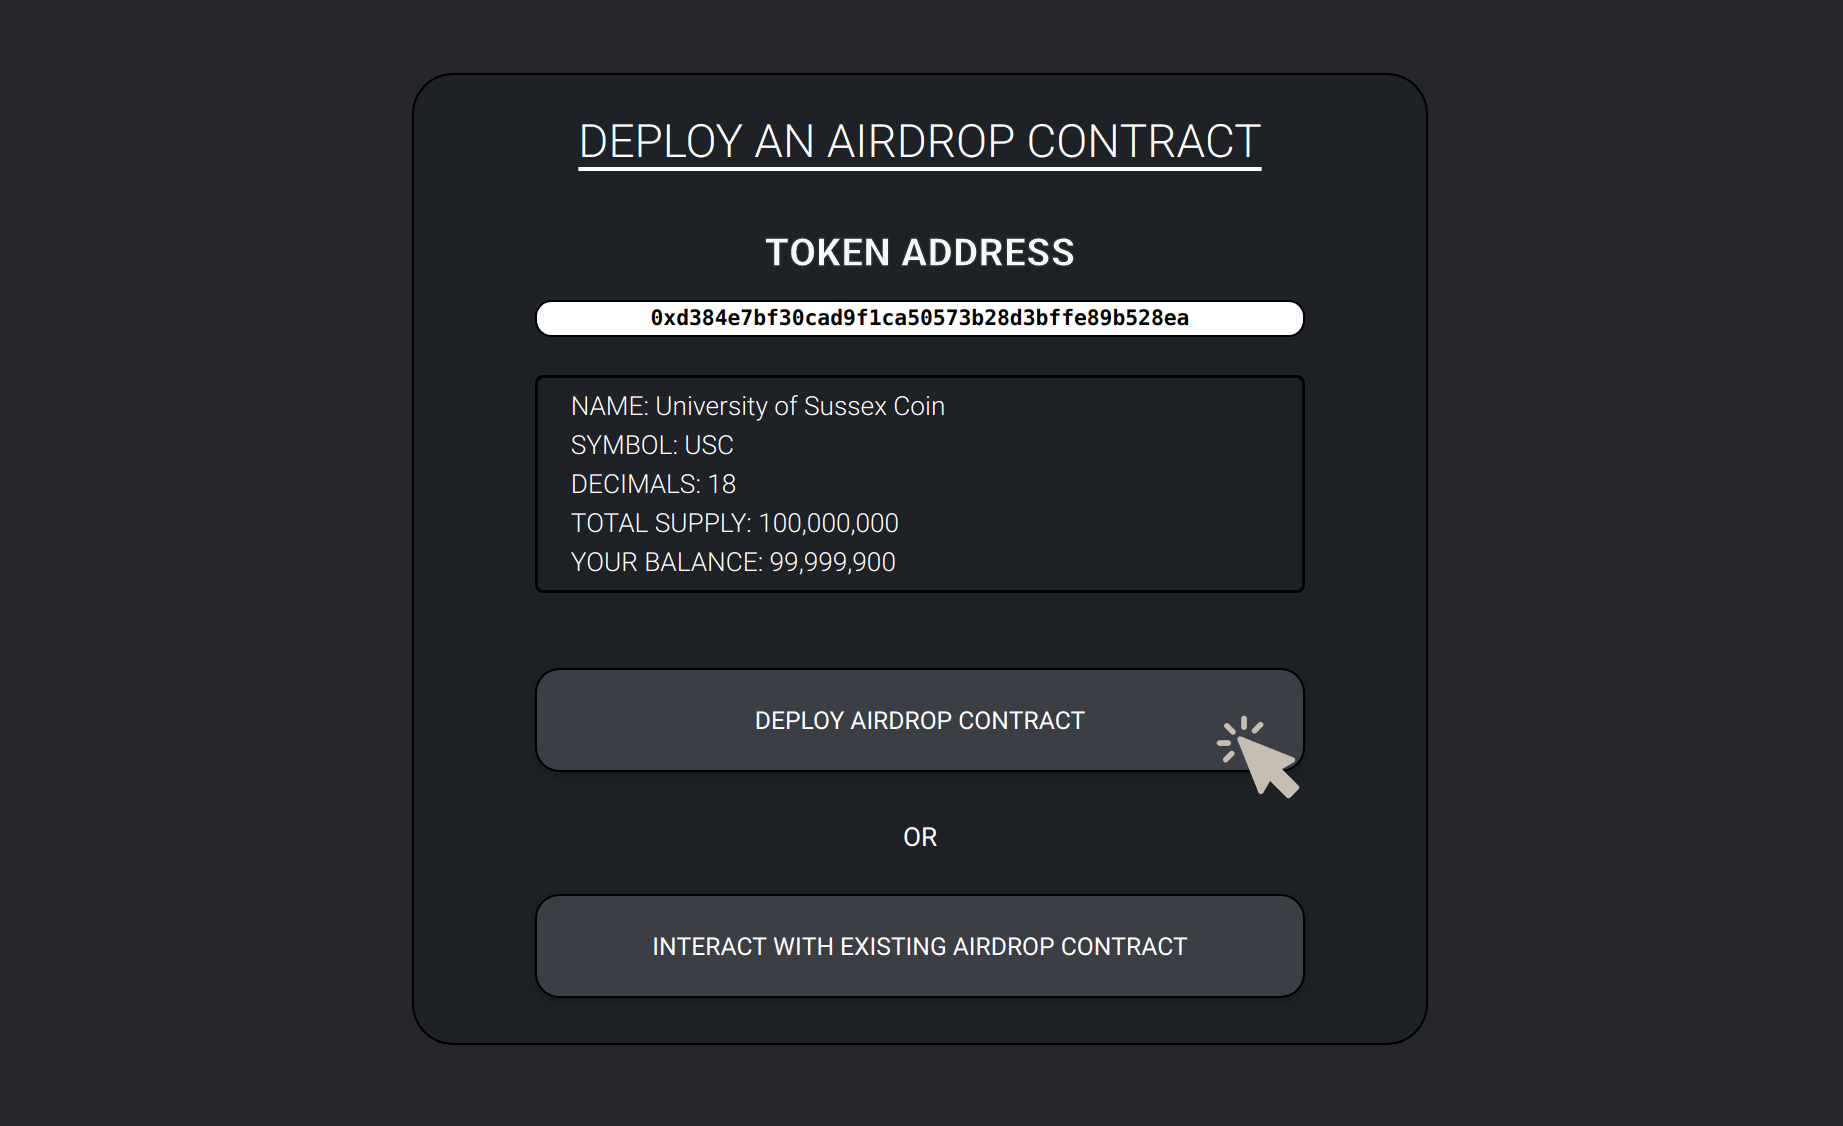 DEPLOY AN AIRDROP CONTRACT
TOKEN ADDRESS
0xd384e7bf30cad9f1ca50573b28d3bffe89b528ea
NAME: University of Sussex Coin
SYMBOL: USC
DECIMALS: 18
TOTAL SUPPLY: 100,000,000
YOUR BALANCE: 99,999,900
DEPLOY AIRDROP CONTRACT
OR
INTERACT WITH EXISTING AIRDROP CONTRACT